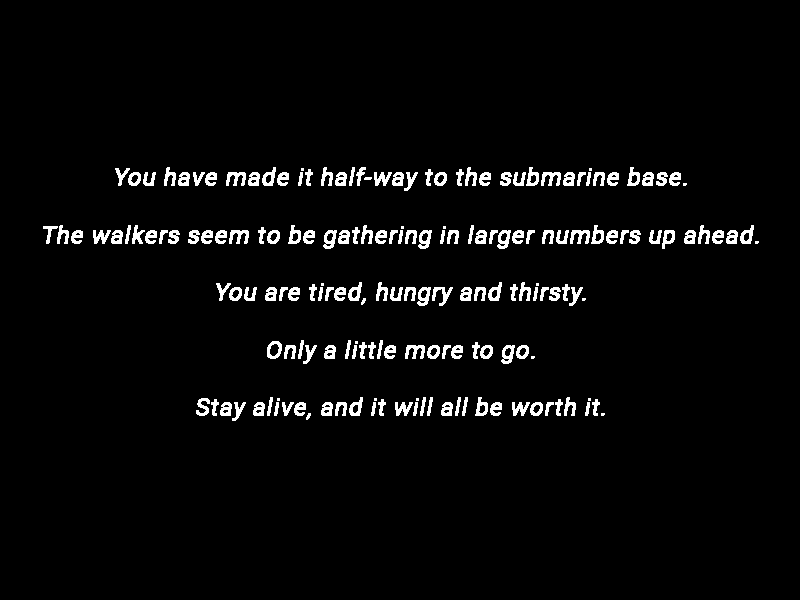 You have made it half-way to the submarine base.
The walkers seem to be gathering in larger numbers up ahead.
You are tired, hungry and thirsty.
Only a little more to go.
Stay alive, and it will all be worth it.